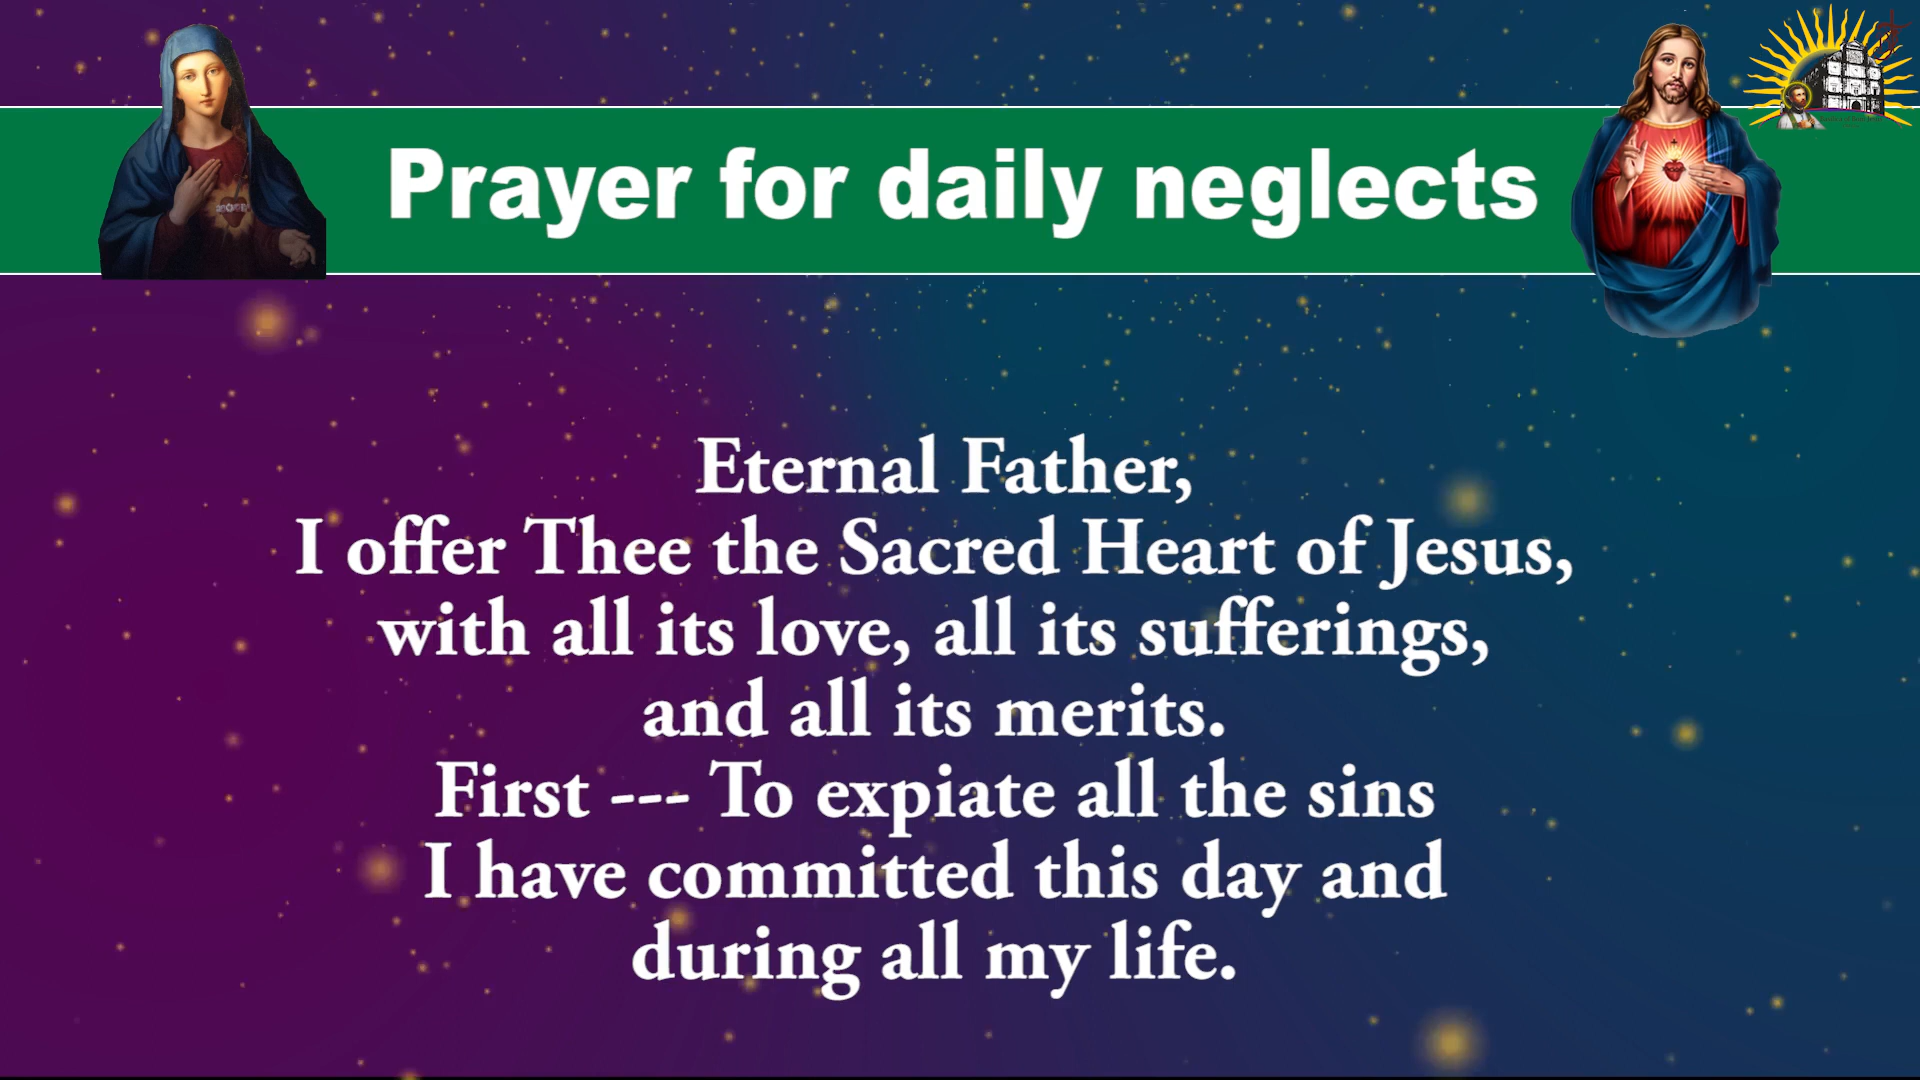 Prayer for daily neglects
Eternal Father,
I offer Thee the Sacred Heart of Jesus,
with all its love, all its sufferings,
and all its merits.
First --- To expiate all the sins
I have committed this day and
during all my life.